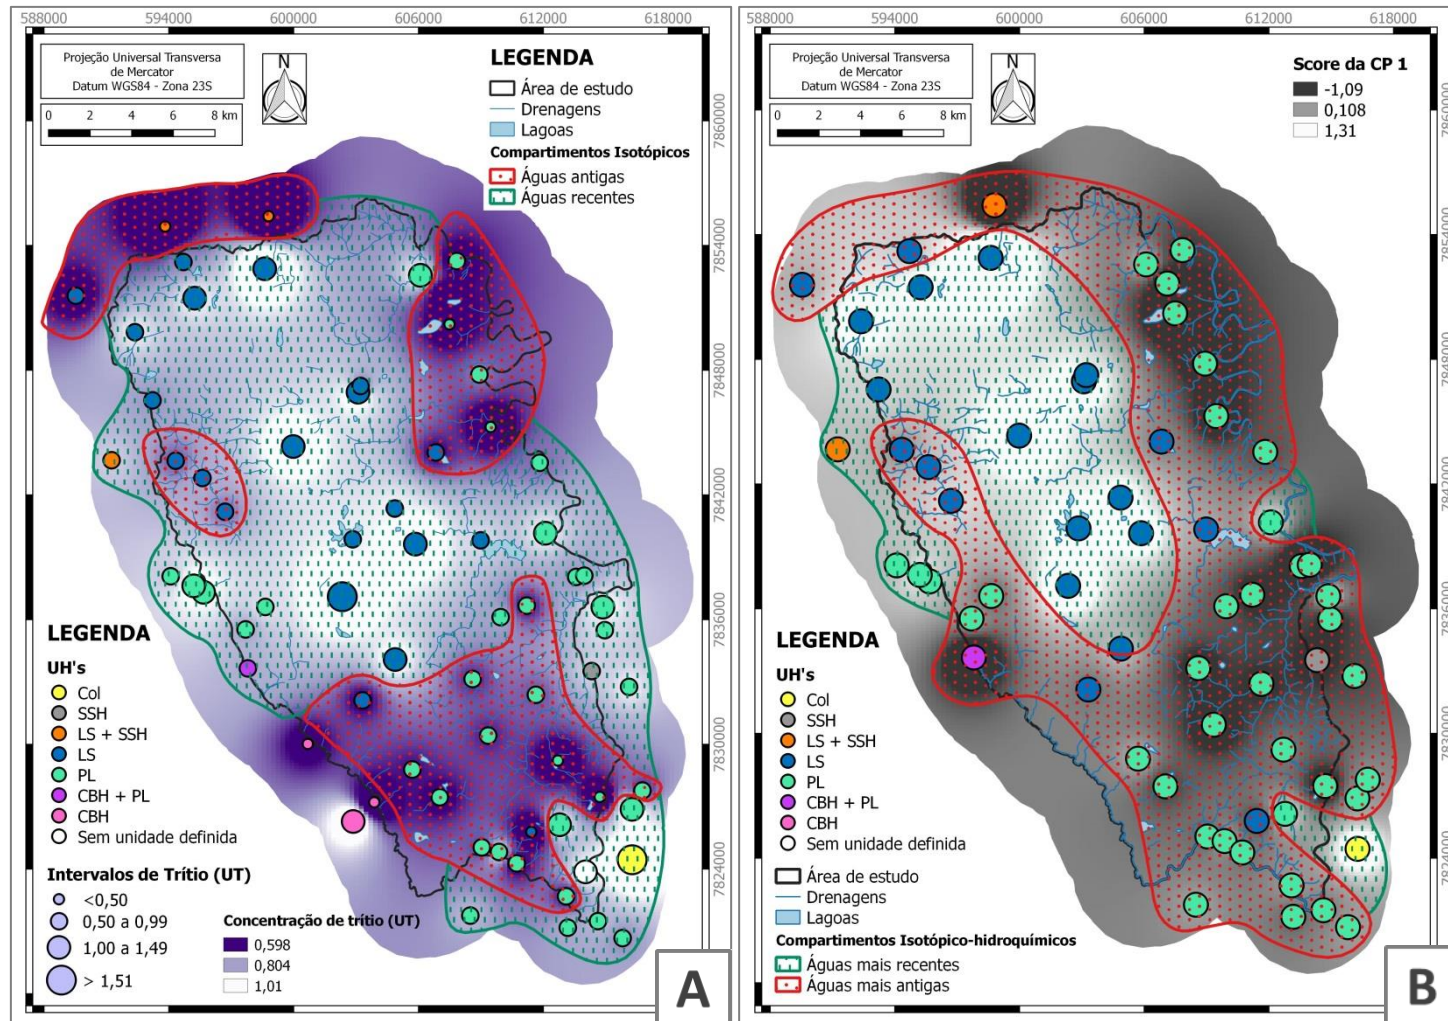 588000
594000
600000
606000
612000
618000
Projeção Universal Transversa
de Mercator
Datum WGS84 - Zona 23S
N
0
2
4
6
8 km
LEGENDA
Área de estudo
Drenagens
Lagoas
Compartimentos Isotópicos
Águas antigas
Águas recentes
7860000
7854000
7848000
7842000
7836000
7830000
7824000
LEGENDA
UH's
Col
SSH
LS + SSH
LS
PL
CBH + PL
CBH
Sem unidade definida
Intervalos de Trítio (UT)
<0,50
0,50 a 0,99
1,00 a 1,49
> 1,51
Concentração de trítio (UT)
0,598
0,804
1,01
A
588000
594000
600000
606000
612000
618000
Projeção Universal Transversa
de Mercator
Datum WGS84 - Zona 23S
N
0
2
4
6
8 km
Score da CP 1
-1,09
0,108
1,31
7860000
7854000
7848000
7842000
7836000
7830000
7824000
LEGENDA
UH's
Col
SSH
LS + SSH
LS
PL
CBH + PL
CBH
Sem unidade definida
Área de estudo
Drenagens
Lagoas
Compartimentos Isotópico-hidroquímicos
Águas mais recentes
Águas mais antigas
B